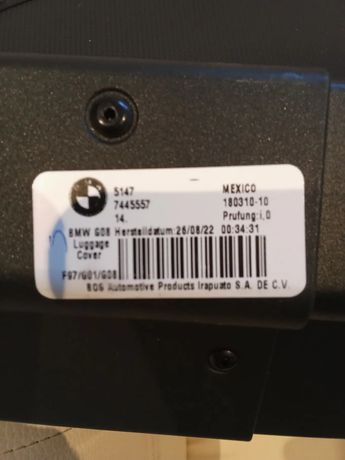 5147 MEXICO
7445557 180310-10
14. Prufung:i,0
BMW G08 Herstelldatum:26/08/22 00:34:31
Luggage
Cover
F97/G01/G08
BOS Automotive Products Irapuato S.A. DE C.V.